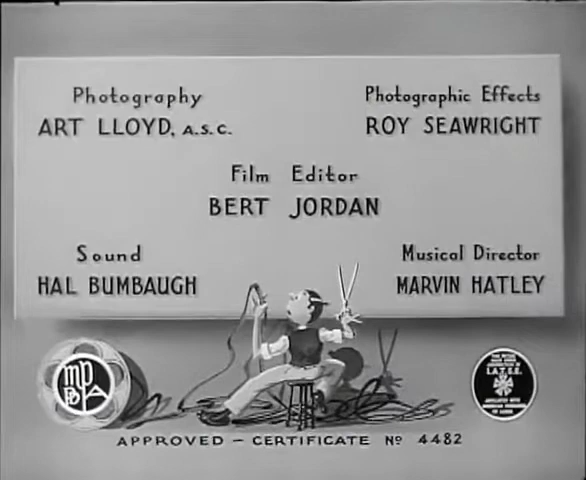 Photography
ART LLOYD, A.S.C.
Photographic Effects
ROY SEAWRIGHT
Film Editor
BERT JORDAN
Sound
HAL BUMBAUGH
Musical Director
MARVIN HATLEY
I.A.T.S.E.
APPROVED – CERTIFICATE Nº 4482